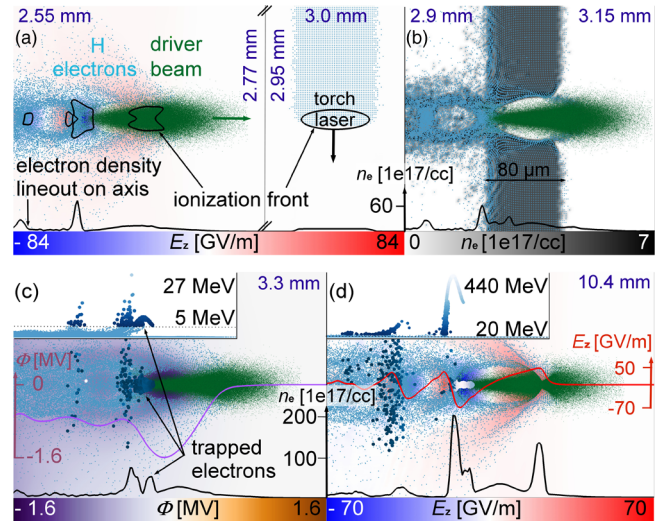 2.55 mm
3.0 mm
2.9 mm
3.15 mm
(a)
H
electrons
driver
beam
2.77 mm
2.95 mm
(b)
torch
laser
electron density
lineout on axis
ionization front
nₑ [1e17/cc]
60
80 µm
- 84
E_z [GV/m]
84
0
nₑ [1e17/cc]
7
(c)
27 MeV
5 MeV
3.3 mm
(d)
440 MeV
20 MeV
10.4 mm
Φ [MV]
0
-1.6
trapped
electrons
nₑ [1e17/cc]
200
100
E_z [GV/m]
50
-70
- 1.6
Φ [MV]
1.6
- 70
E_z [GV/m]
70